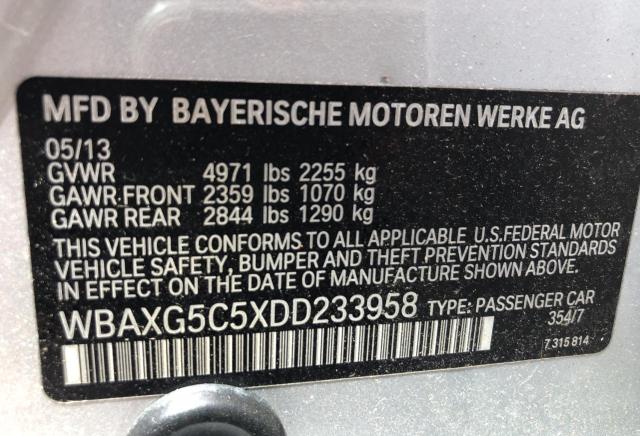 MFD BY BAYERISCHE MOTOREN WERKE AG
05/13
GVWR 4971 lbs 2255 kg
GAWR FRONT 2359 lbs 1070 kg
GAWR REAR 2844 lbs 1290 kg
THIS VEHICLE CONFORMS TO ALL APPLICABLE U.S.FEDERAL MOTOR
VEHICLE SAFETY, BUMPER AND THEFT PREVENTION STANDARDS
IN EFFECT ON THE DATE OF MANUFACTURE SHOWN ABOVE.
WBAXG5C5XDD233958 TYPE: PASSENGER CAR
354/7
7 315 814